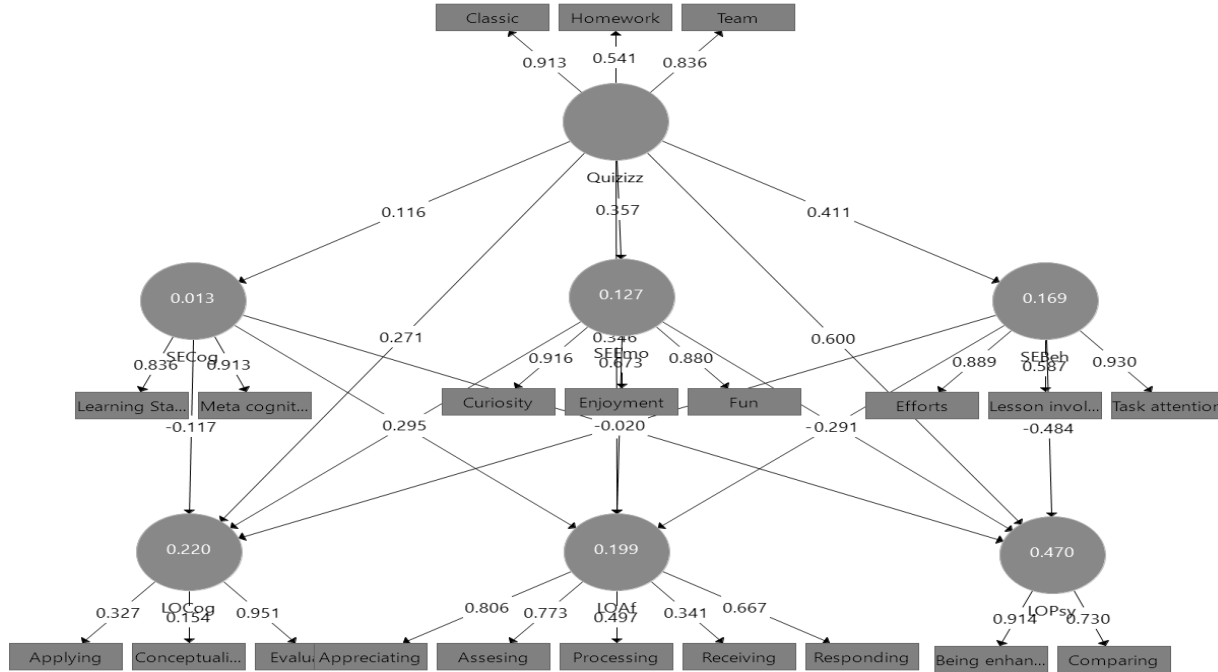 Classic Homework Team
0.913 0.541 0.836
Quizizz
0.116 0.357 0.411
0.013 0.127 0.169
0.271 0.346 0.600
SECog SEEmo SEBeh
0.836 0.913 0.916 0.673 0.880 0.889 0.587 0.930
Learning Sta... Meta cognit... Curiosity Enjoyment Fun Efforts Lesson invol... Task attention
-0.117 0.295 -0.020 -0.291 -0.484
0.220 0.199 0.470
LOCog LOAf LOPsy
0.327 0.154 0.951 0.806 0.773 0.497 0.341 0.667 0.914 0.730
Applying Conceptuali... Evalu Appreciating Assesing Processing Receiving Responding Being enhan... Comparing